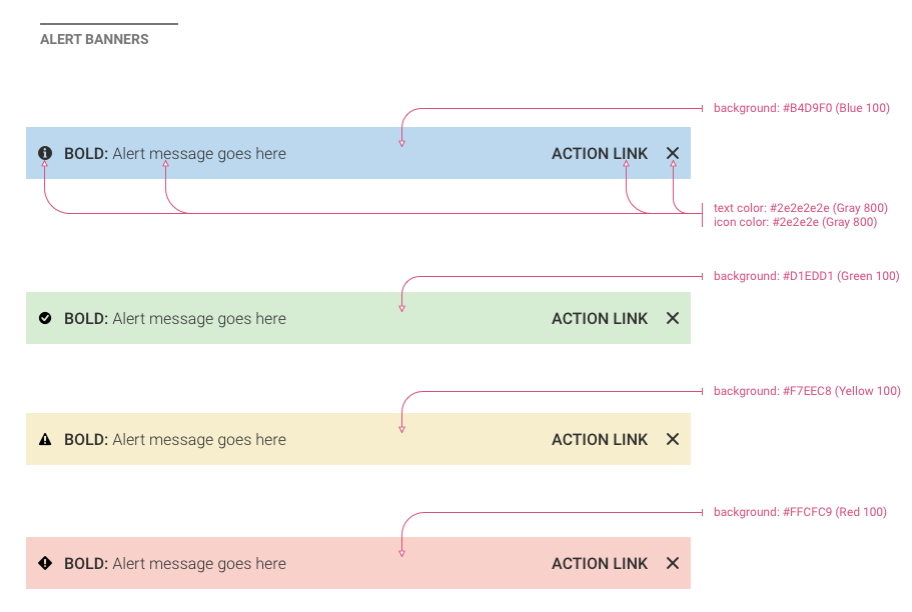 ALERT BANNERS
background: #B4D9F0 (Blue 100)
BOLD: Alert message goes here ACTION LINK
text color: #2e2e2e2e (Gray 800)
icon color: #2e2e2e (Gray 800)
background: #D1EDD1 (Green 100)
BOLD: Alert message goes here ACTION LINK
background: #F7EEC8 (Yellow 100)
BOLD: Alert message goes here ACTION LINK
background: #FFCFC9 (Red 100)
BOLD: Alert message goes here ACTION LINK